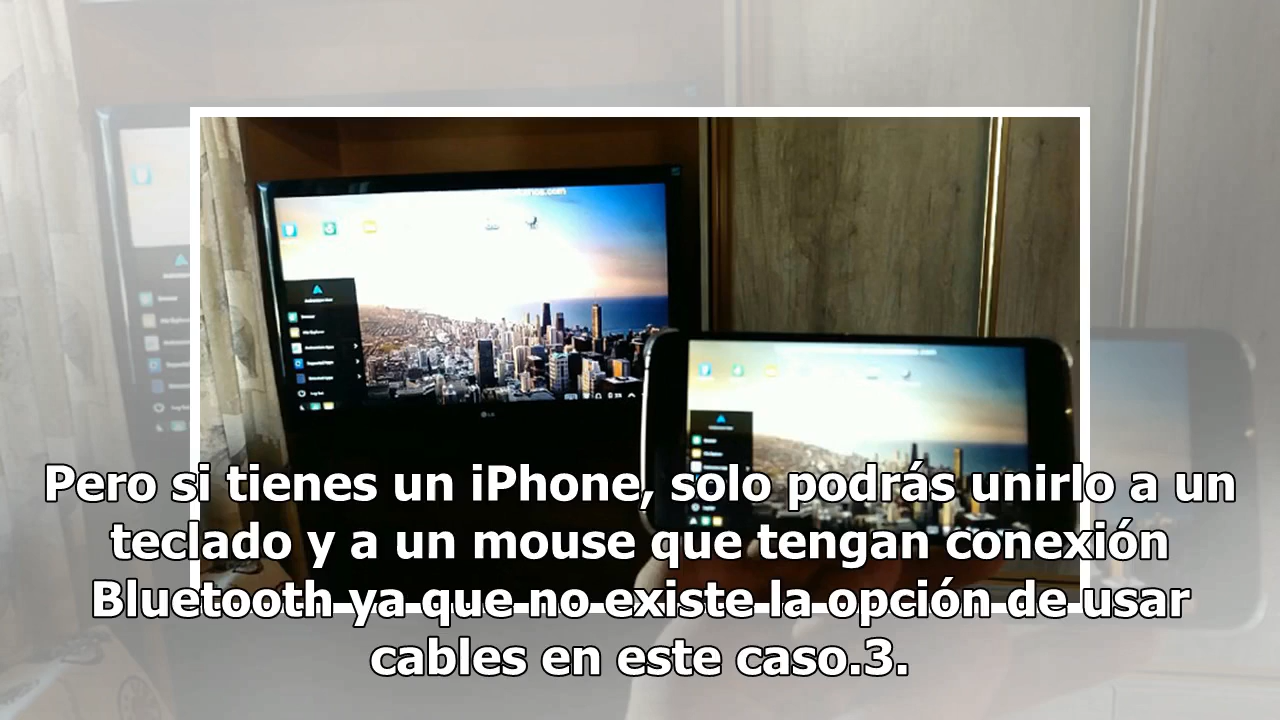 LG
Pero si tienes un iPhone, solo podrás unirlo a un
teclado y a un mouse que tengan conexión
Bluetooth ya que no existe la opción de usar
cables en este caso.3.